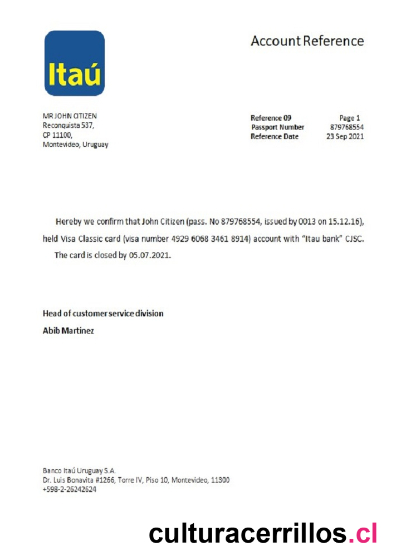 Itaú
Account Reference
MR JOHN CITIZEN
Reconquista 537,
CP 11100,
Montevideo, Uruguay
Reference 09 Page 1
Passport Number 879768554
Reference Date 23 Sep 2021
Hereby we confirm that John Citizen (pass. No 879768554, issued by 0013 on 15.12.16),
held Visa Classic card (visa number 4929 6068 3461 8914) account with “Itau bank” CJSC.
The card is closed by 05.07.2021.
Head of customer service division
Abib Martinez
Banco Itaú Uruguay S.A.
Dr. Luis Bonavita #1266, Torre IV, Piso 10, Montevideo, 11300
+598-2-26242624
culturacerrillos.cl